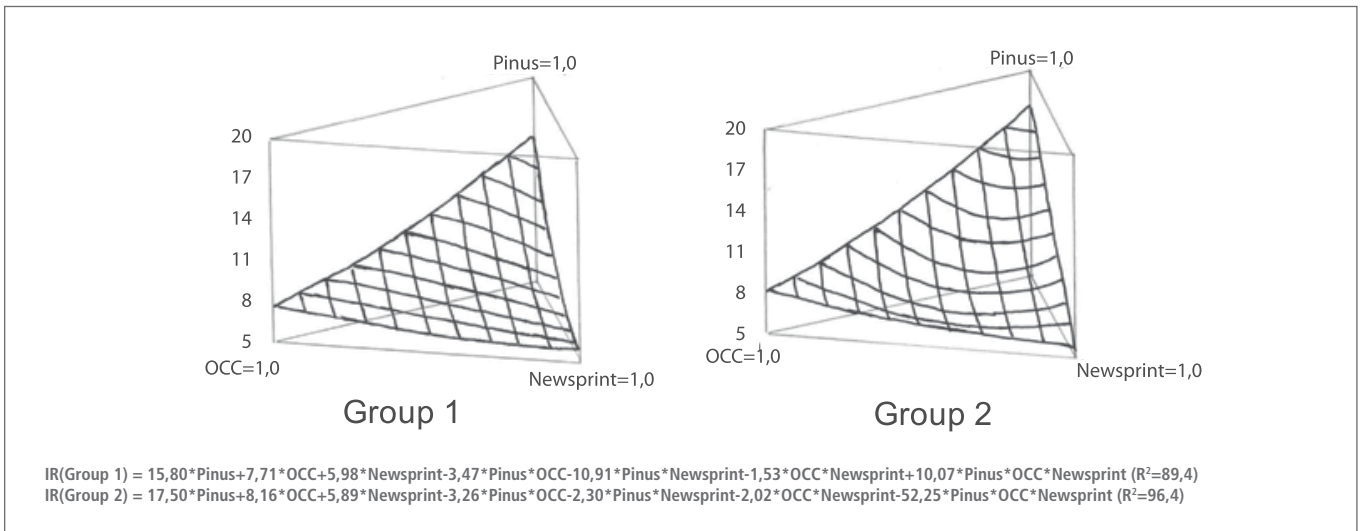 Pinus=1,0
20
17
14
11
8
5
OCC=1,0
Newsprint=1,0
Group 1
Pinus=1,0
20
17
14
11
8
5
OCC=1,0
Newsprint=1,0
Group 2
IR(Group 1) = 15,80*Pinus+7,71*OCC+5,98*Newsprint-3,47*Pinus*OCC-10,91*Pinus*Newsprint-1,53*OCC*Newsprint+10,07*Pinus*OCC*Newsprint (R²=89,4)
IR(Group 2) = 17,50*Pinus+8,16*OCC+5,89*Newsprint-3,26*Pinus*OCC-2,30*Pinus*Newsprint-2,02*OCC*Newsprint-52,25*Pinus*OCC*Newsprint (R²=96,4)